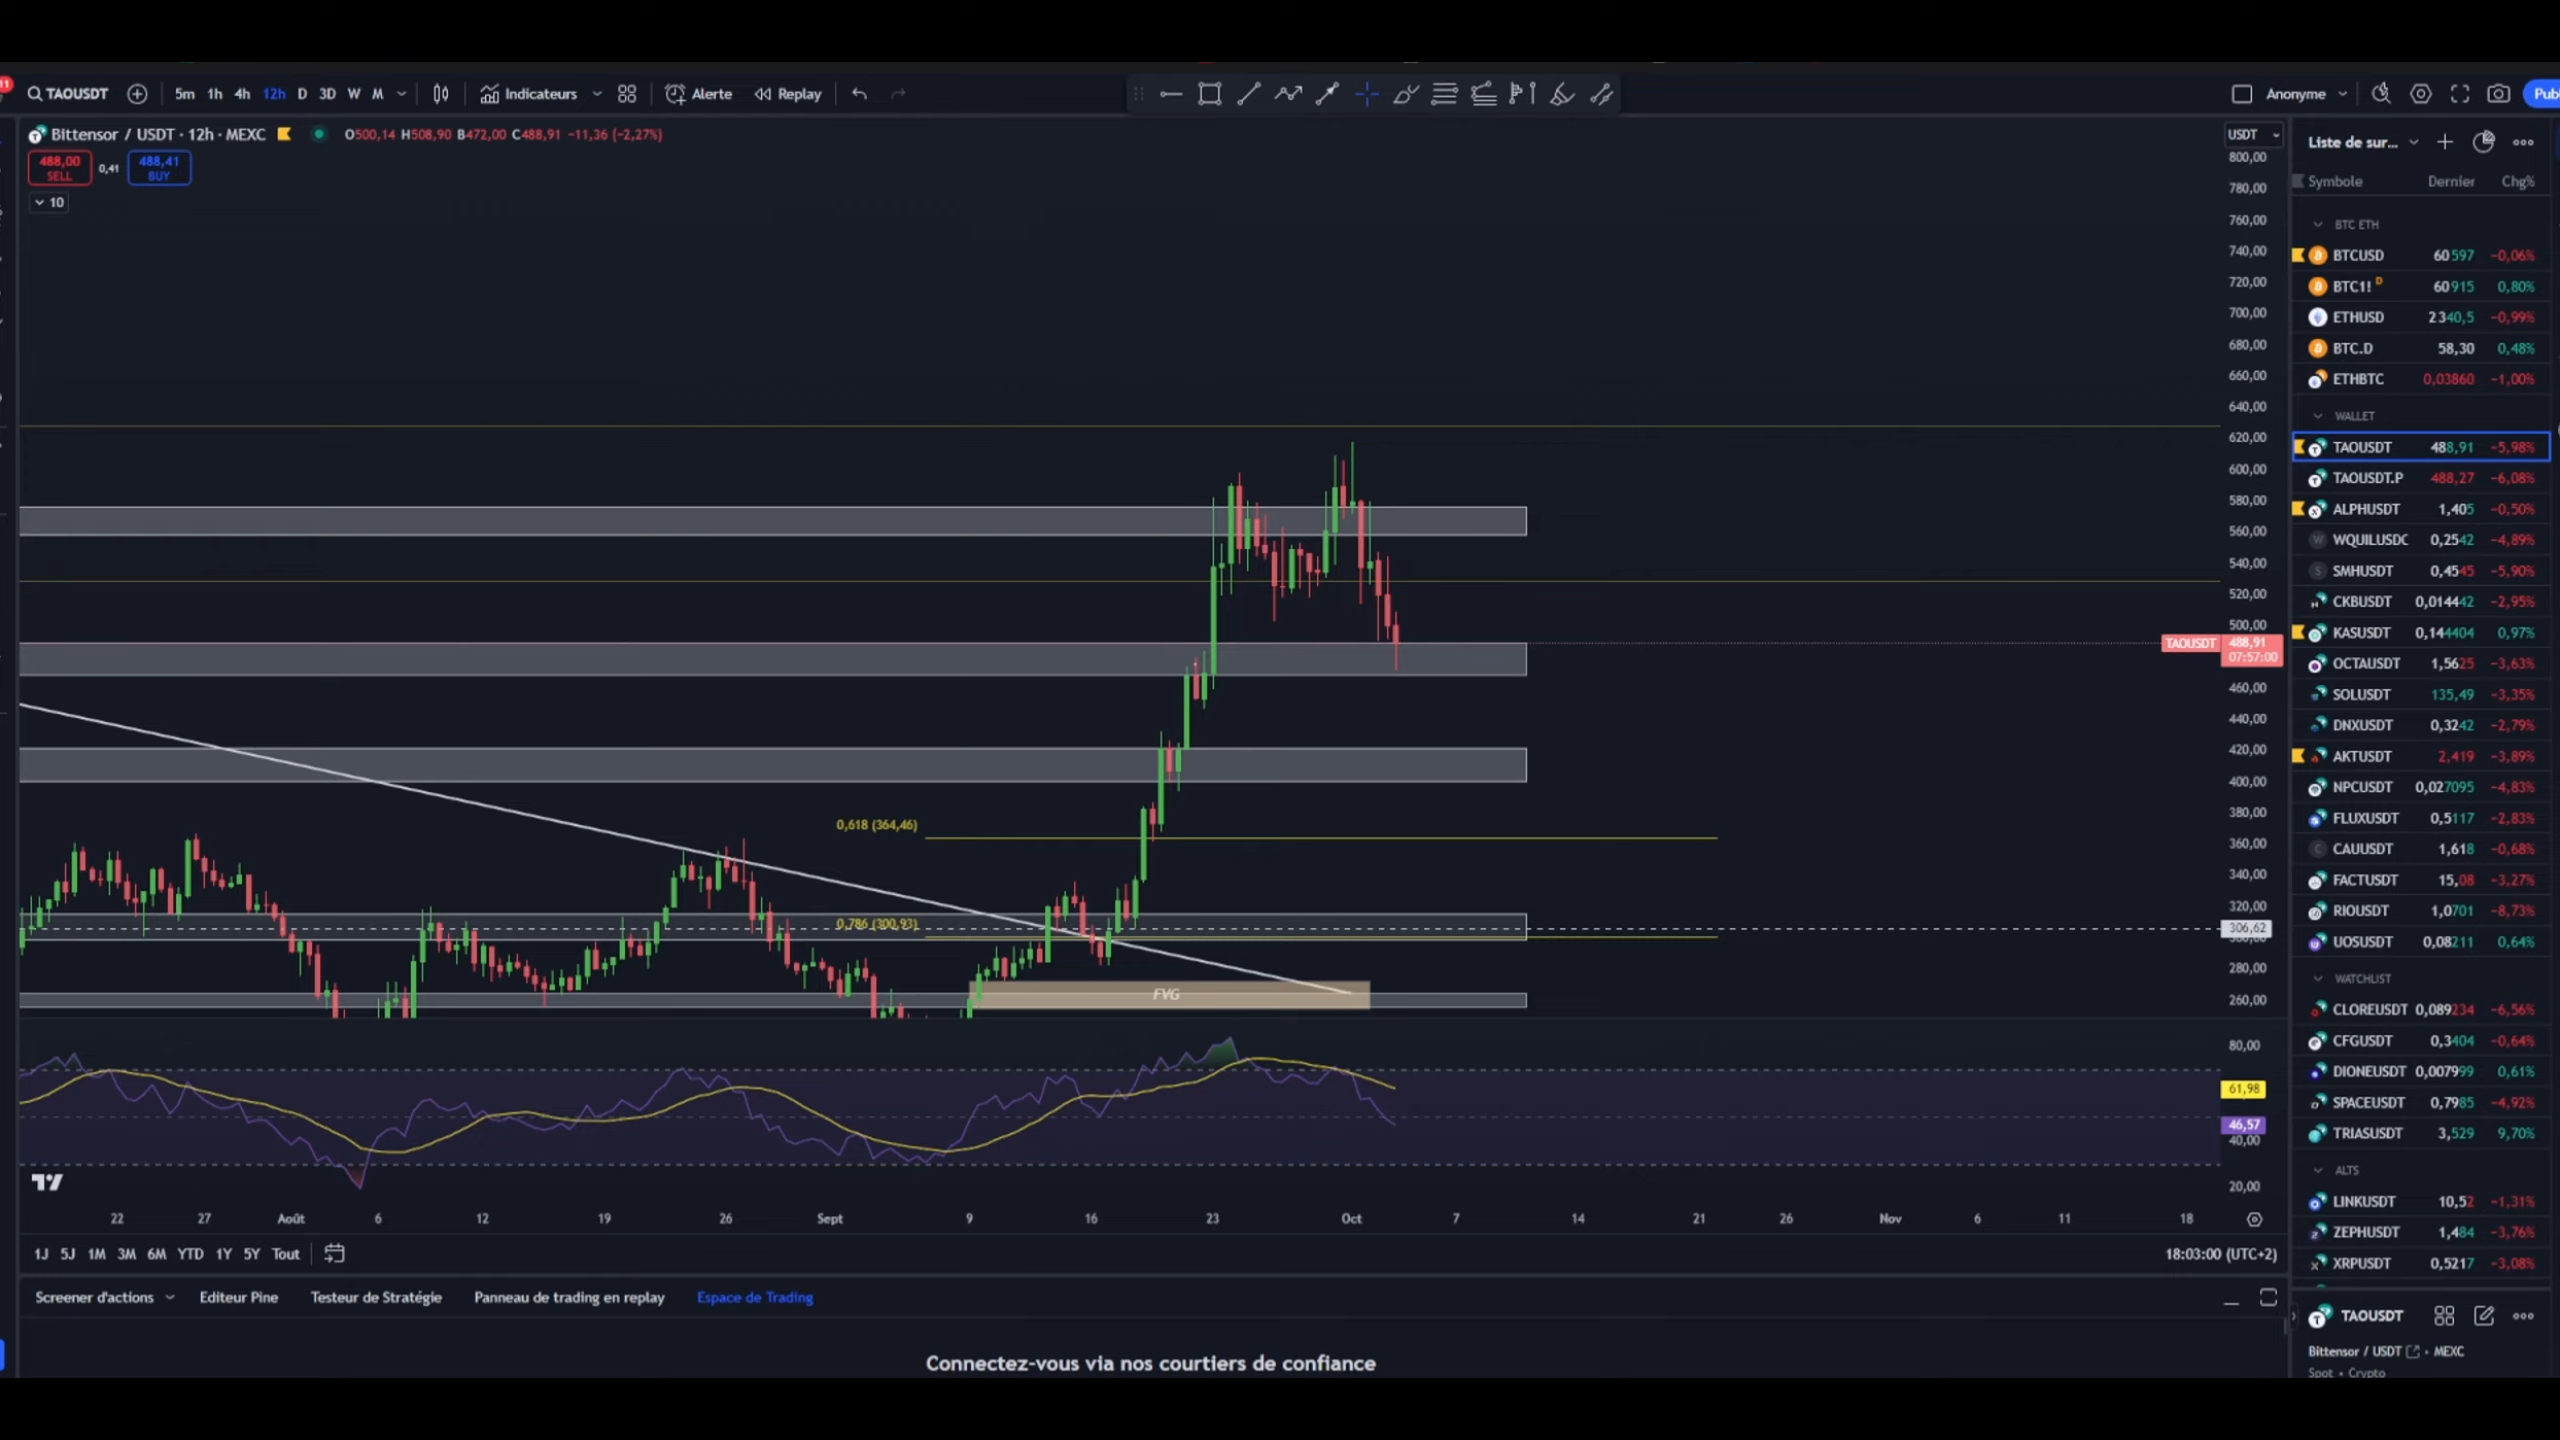 11
TAOUSDT 5m 1h 4h 12h D 3D W M Indicateurs Alerte Replay Anonyme Pub
Bittensor / USDT · 12h · MEXC O500,14 H508,90 B472,00 C488,91 −11,36 (−2,27%)
488,00 SELL 0,41 488,41 BUY
10
USDT
800,00
780,00
760,00
740,00
720,00
700,00
680,00
660,00
640,00
620,00
600,00
580,00
560,00
540,00
520,00
500,00
TAOUSDT 488,91
07:57:00
460,00
440,00
420,00
400,00
380,00
360,00
340,00
320,00
306,62
280,00
260,00
0,618 (364,46)
0,786 (300,93)
FVG
80,00
61,98
46,57
40,00
20,00
22 27 Août 6 12 19 26 Sept 9 16 23 Oct 7 14 21 26 Nov 6 11 18
1J 5J 1M 3M 6M YTD 1Y 5Y Tout 18:03:00 (UTC+2)
Screener d'actions Editeur Pine Testeur de Stratégie Panneau de trading en replay Espace de Trading
Connectez-vous via nos courtiers de confiance
Liste de sur...
Symbole Dernier Chg%
BTC ETH
BTCUSD 60597 −0,06%
BTC1! D 60915 0,80%
ETHUSD 2340,5 −0,99%
BTC.D 58,30 0,48%
ETHBTC 0,03860 −1,00%
WALLET
TAOUSDT 488,91 −5,98%
TAOUSDT.P 488,27 −6,08%
ALPHUSDT 1,405 −0,50%
WQUILUSDC 0,2542 −4,89%
SMHUSDT 0,4545 −5,90%
CKBUSDT 0,014442 −2,95%
KASUSDT 0,144404 0,97%
OCTAUSDT 1,5625 −3,63%
SOLUSDT 135,49 −3,35%
DNXUSDT 0,3242 −2,79%
AKTUSDT 2,419 −3,89%
NPCUSDT 0,027095 −4,83%
FLUXUSDT 0,5117 −2,83%
CAUUSDT 1,618 −0,68%
FACTUSDT 15,08 −3,27%
RIOUSDT 1,0701 −8,73%
UOSUSDT 0,08211 0,64%
WATCHLIST
CLOREUSDT 0,089234 −6,56%
CFGUSDT 0,3404 −0,64%
DIONEUSDT 0,007999 0,61%
SPACEUSDT 0,7985 −4,92%
TRIASUSDT 3,529 9,70%
ALTS
LINKUSDT 10,52 −1,31%
ZEPHUSDT 1,484 −3,76%
XRPUSDT 0,5217 −3,08%
TAOUSDT
Bittensor / USDT · MEXC
Spot · Crypto